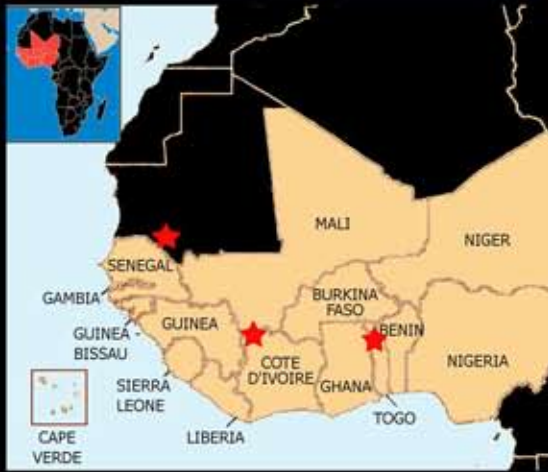 MALI
NIGER
SENEGAL
GAMBIA
BURKINA
FASO
GUINEA
BENIN
GUINEA
BISSAU
COTE
D'IVOIRE
NIGERIA
GHANA
SIERRA
LEONE
TOGO
LIBERIA
CAPE
VERDE